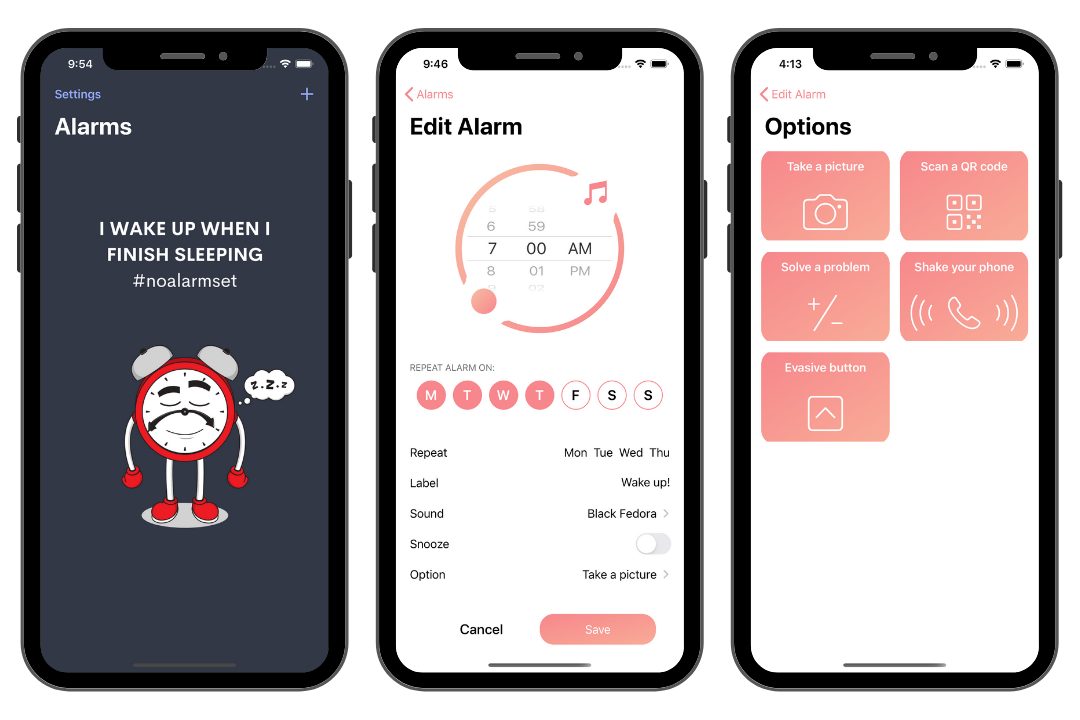 9:54
Settings +
Alarms
I WAKE UP WHEN I
FINISH SLEEPING
#noalarmset
z.z.z
9:46
Alarms
Edit Alarm
5 58
6 59
7 00 AM
8 01 PM
9 02
REPEAT ALARM ON:
M T W T F S S
Repeat Mon Tue Wed Thu
Label Wake up!
Sound Black Fedora
Snooze
Option Take a picture
Cancel Save
4:13
Edit Alarm
Options
Take a picture Scan a QR code
Solve a problem Shake your phone
+/-
Evasive button